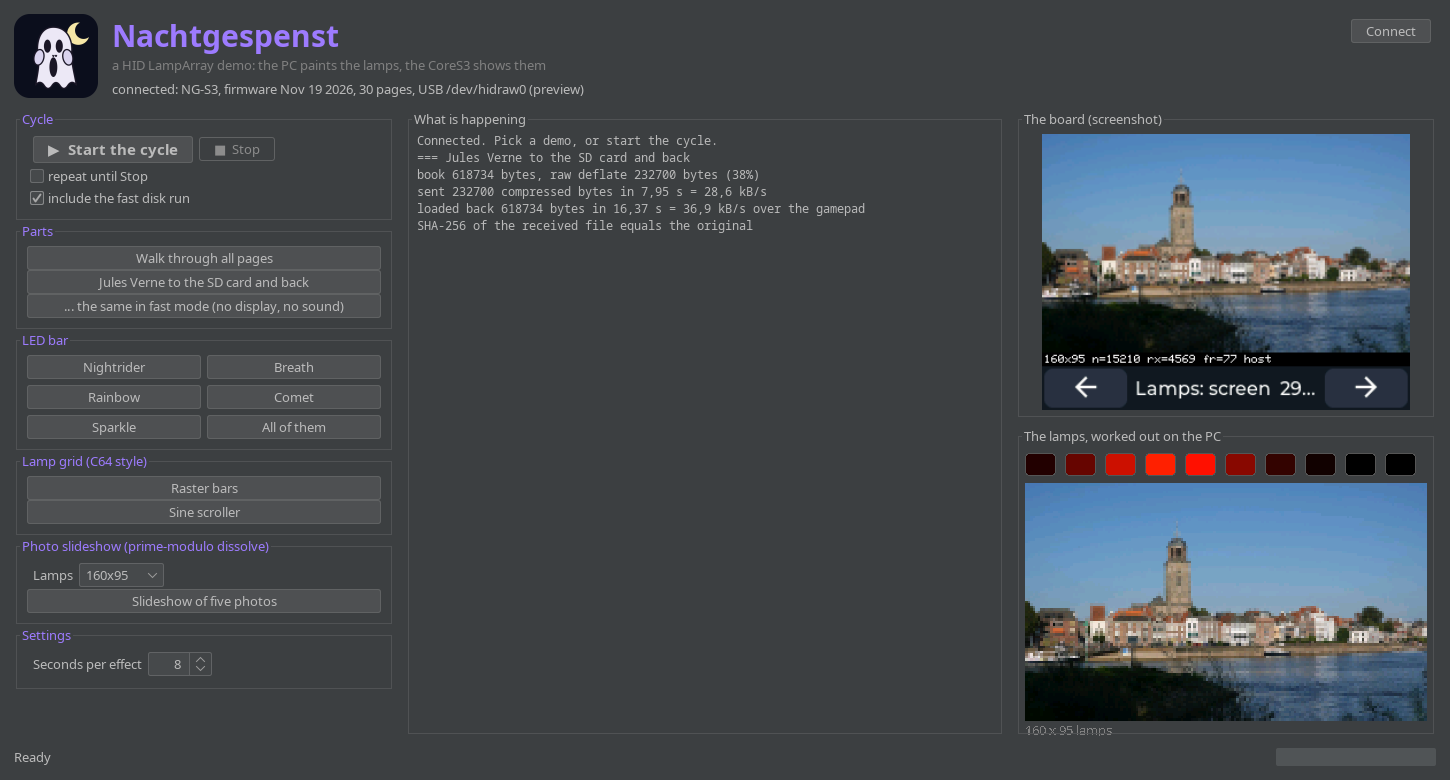 Nachtgespenst
a HID LampArray demo: the PC paints the lamps, the CoreS3 shows them
connected: NG-S3, firmware Nov 19 2026, 30 pages, USB /dev/hidraw0 (preview)
Connect
Cycle
▶ Start the cycle
■ Stop
repeat until Stop
include the fast disk run
Parts
Walk through all pages
Jules Verne to the SD card and back
... the same in fast mode (no display, no sound)
LED bar
Nightrider
Breath
Rainbow
Comet
Sparkle
All of them
Lamp grid (C64 style)
Raster bars
Sine scroller
Photo slideshow (prime-modulo dissolve)
Lamps 160x95
Slideshow of five photos
Settings
Seconds per effect 8
What is happening
Connected. Pick a demo, or start the cycle.
=== Jules Verne to the SD card and back
book 618734 bytes, raw deflate 232700 bytes (38%)
sent 232700 compressed bytes in 7,95 s = 28,6 kB/s
loaded back 618734 bytes in 16,37 s = 36,9 kB/s over the gamepad
SHA-256 of the received file equals the original
The board (screenshot)
160x95 n=15210 rx=4569 fr=77 host
← Lamps: screen 29... →
The lamps, worked out on the PC
160 x 95 lamps
Ready